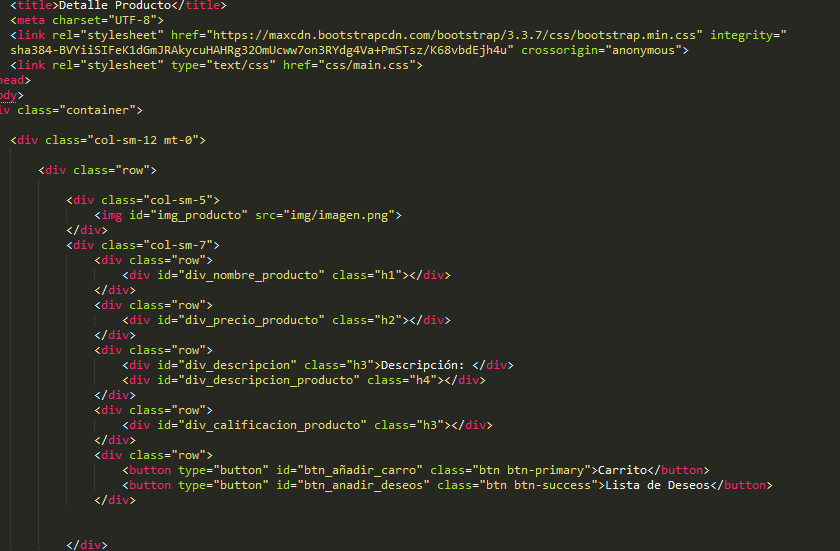 <title>Detalle Producto</title>
<meta charset="UTF-8">
<link rel="stylesheet" href="https://maxcdn.bootstrapcdn.com/bootstrap/3.3.7/css/bootstrap.min.css" integrity="
sha384-BVYiiSIFeK1dGmJRAkycuHAHRg32OmUcww7on3RYdg4Va+PmSTsz/K68vbdEjh4u" crossorigin="anonymous">
<link rel="stylesheet" type="text/css" href="css/main.css">
head>
ody>
iv class="container">
<div class="col-sm-12 mt-0">
<div class="row">
<div class="col-sm-5">
<img id="img_producto" src="img/imagen.png">
</div>
<div class="col-sm-7">
<div class="row">
<div id="div_nombre_producto" class="h1"></div>
</div>
<div class="row">
<div id="div_precio_producto" class="h2"></div>
</div>
<div class="row">
<div id="div_descripcion" class="h3">Descripción: </div>
<div id="div_descripcion_producto" class="h4"></div>
</div>
<div class="row">
<div id="div_calificacion_producto" class="h3"></div>
</div>
<div class="row">
<button type="button" id="btn_añadir_carro" class="btn btn-primary">Carrito</button>
<button type="button" id="btn_anadir_deseos" class="btn btn-success">Lista de Deseos</button>
</div>
</div>